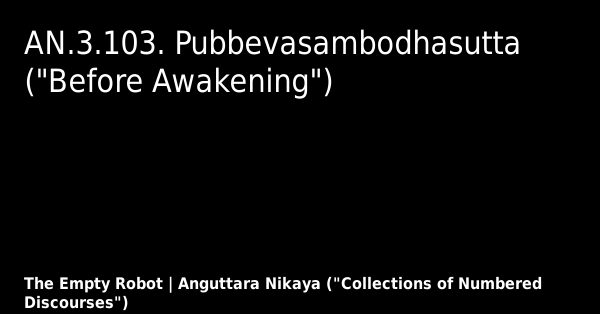 AN.3.103. Pubbevasambodhasutta
("Before Awakening")
The Empty Robot | Anguttara Nikaya ("Collections of Numbered
Discourses")